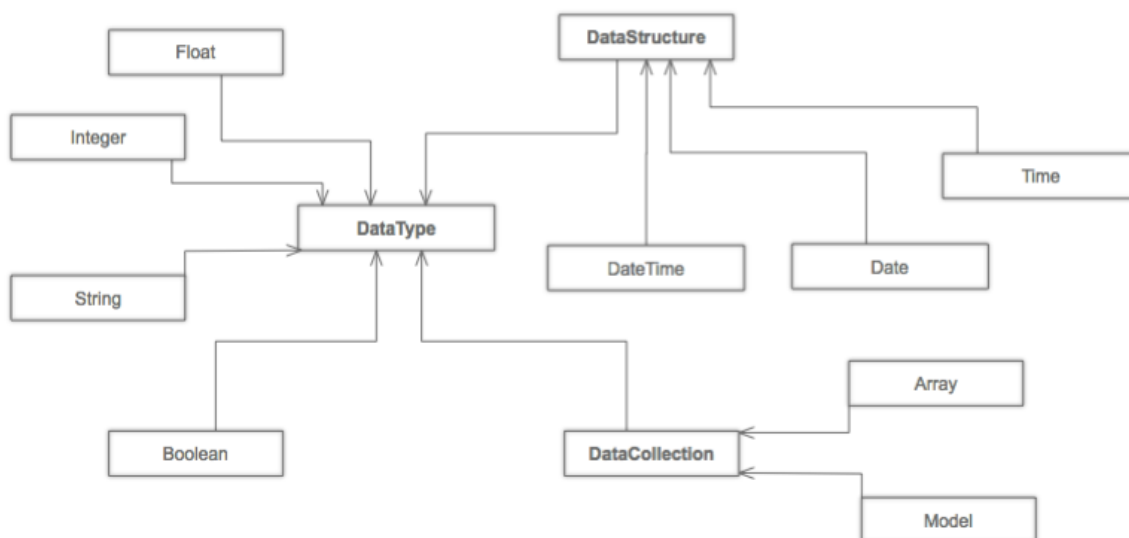 DataStructure
Float
Integer
Time
DataType
DateTime
Date
String
Array
Boolean
DataCollection
Model